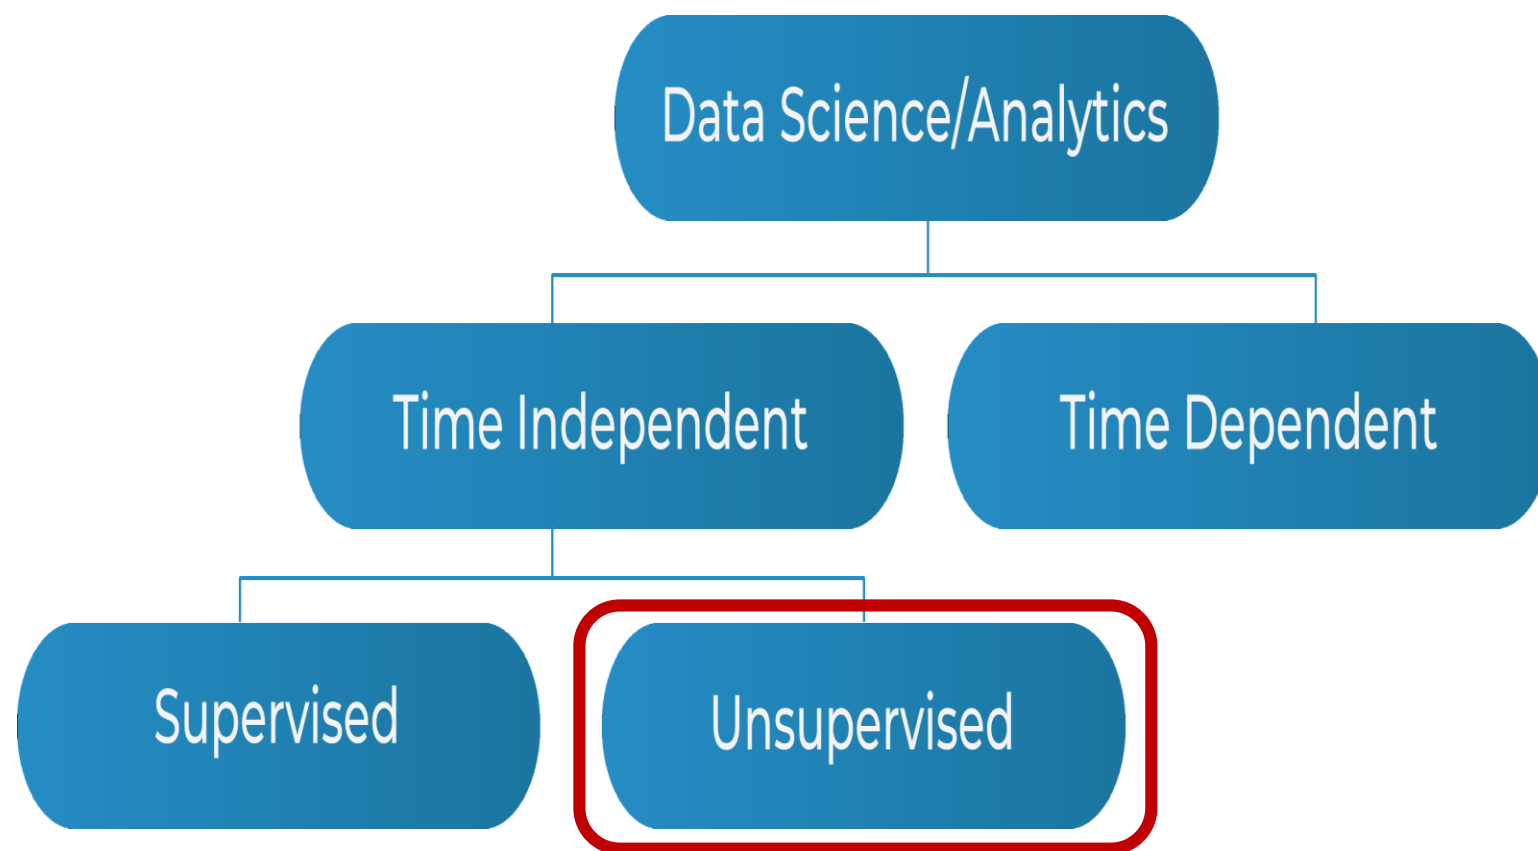 Data Science/Analytics
Time Independent
Time Dependent
Supervised
Unsupervised